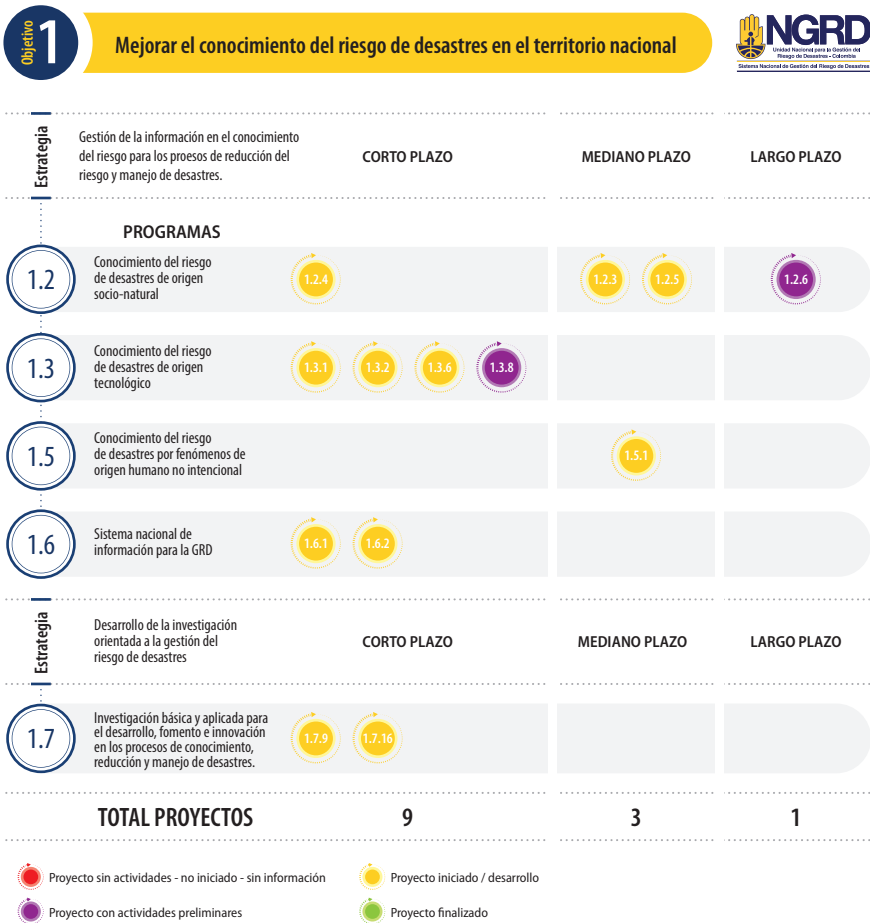 Objetivo 1
Mejorar el conocimiento del riesgo de desastres en el territorio nacional
NGRD
Unidad Nacional para la Gestión del
Riesgo de Desastres - Colombia
Sistema Nacional de Gestión del Riesgo de Desastres
Estrategia
Gestión de la información en el conocimiento
del riesgo para los proesos de reducción del
riesgo y manejo de desastres.
CORTO PLAZO
MEDIANO PLAZO
LARGO PLAZO
PROGRAMAS
1.2
Conocimiento del riesgo
de desastres de origen
socio-natural
1.2.4
1.2.3
1.2.5
1.2.6
1.3
Conocimiento del riesgo
de desastres de origen
tecnológico
1.3.1
1.3.2
1.3.6
1.3.8
1.5
Conocimiento del riesgo
de desastres por fenómenos de
origen humano no intencional
1.5.1
1.6
Sistema nacional de
información para la GRD
1.6.1
1.6.2
Estrategia
Desarrollo de la investigación
orientada a la gestión del
riesgo de desastres
CORTO PLAZO
MEDIANO PLAZO
LARGO PLAZO
1.7
Investigación básica y aplicada para
el desarrollo, fomento e innovación
en los procesos de conocimiento,
reducción y manejo de desastres.
1.7.9
1.7.16
TOTAL PROYECTOS
9
3
1
Proyecto sin actividades - no iniciado - sin información
Proyecto iniciado / desarrollo
Proyecto con actividades preliminares
Proyecto finalizado